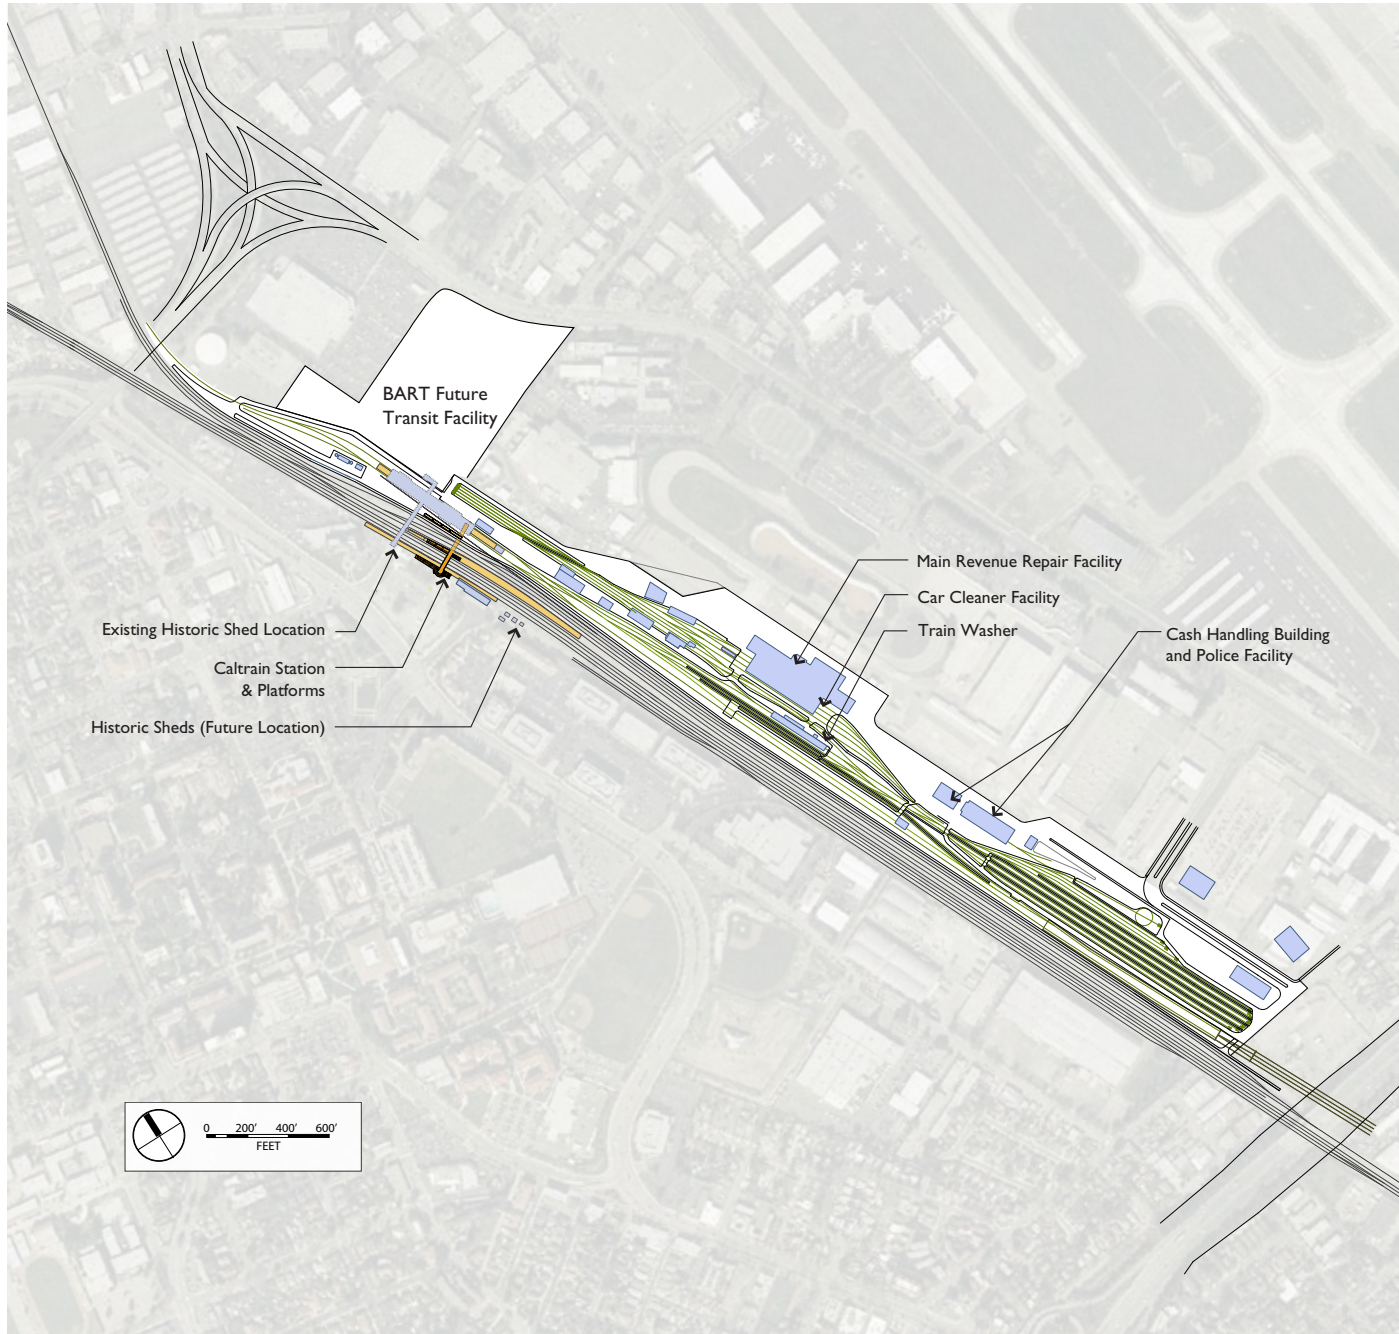 BART Future
Transit Facility
Main Revenue Repair Facility
Car Cleaner Facility
Train Washer
Cash Handling Building
and Police Facility
Existing Historic Shed Location
Caltrain Station
& Platforms
Historic Sheds (Future Location)
0 200' 400' 600'
FEET